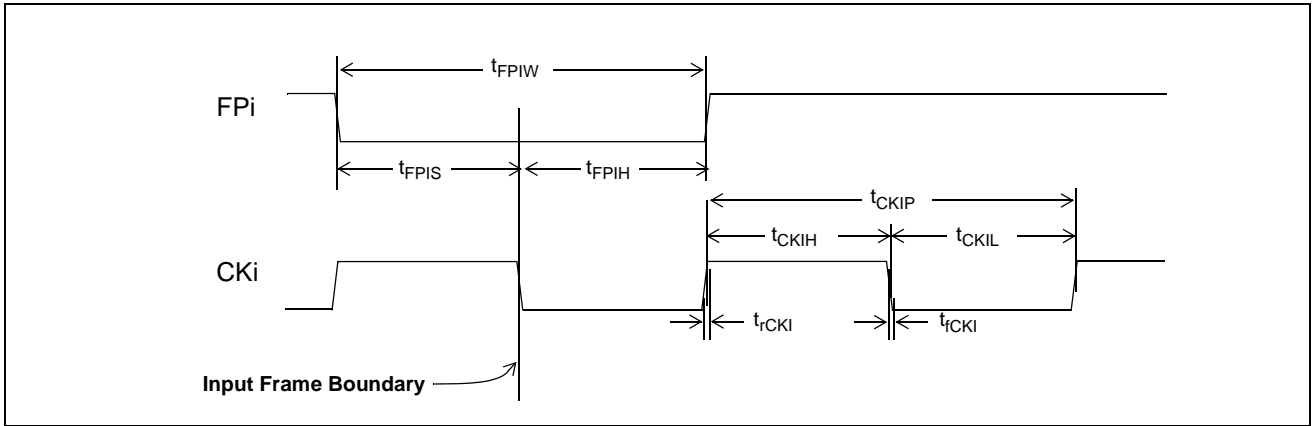 tFPIW
FPi
tFPIS
tFPIH
tCKIP
tCKIH
tCKIL
CKi
trCKI
tfCKI
Input Frame Boundary